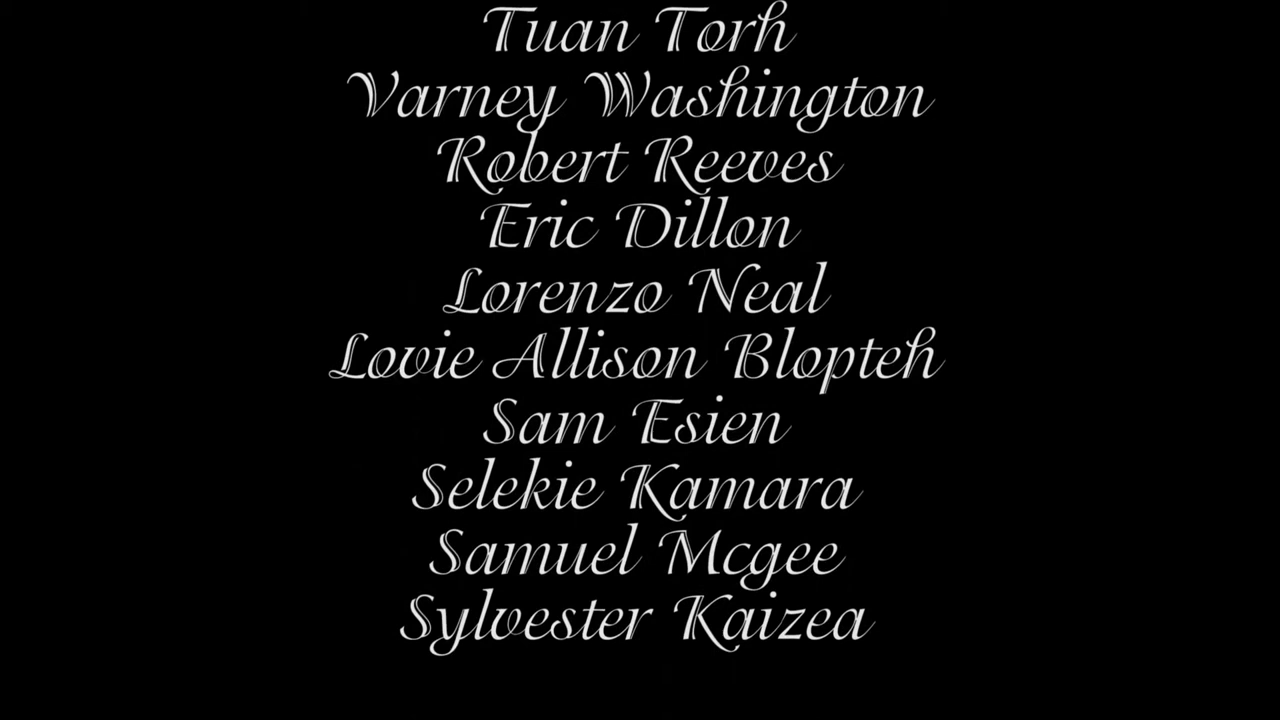 Tuan Torh
Varney Washington
Robert Reeves
Eric Dillon
Lorenzo Neal
Lovie Allison Blopteh
Sam Esien
Selekie Kamara
Samuel Mcgee
Sylvester Kaizea